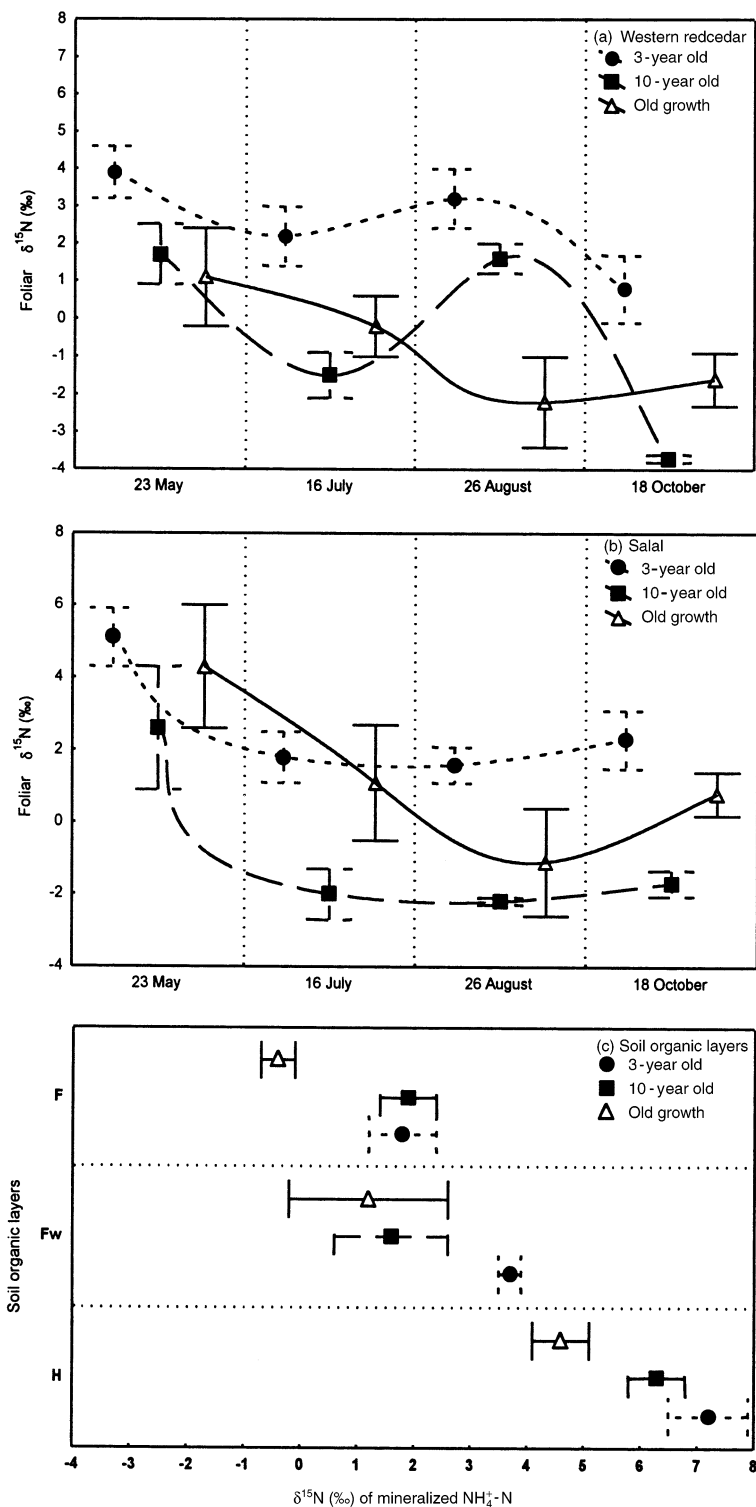 (a) Western redcedar
3-year old
10-year old
Old growth
8
7
6
5
4
3
2
1
0
-1
-2
-3
-4
Foliar δ¹⁵N (‰)
23 May 16 July 26 August 18 October
(b) Salal
3-year old
10-year old
Old growth
8
6
4
2
0
-2
-4
Foliar δ¹⁵N (‰)
23 May 16 July 26 August 18 October
(c) Soil organic layers
3-year old
10-year old
Old growth
F
Fw
H
Soil organic layers
-4 -3 -2 -1 0 1 2 3 4 5 6 7 8
δ¹⁵N (‰) of mineralized NH₄⁺-N